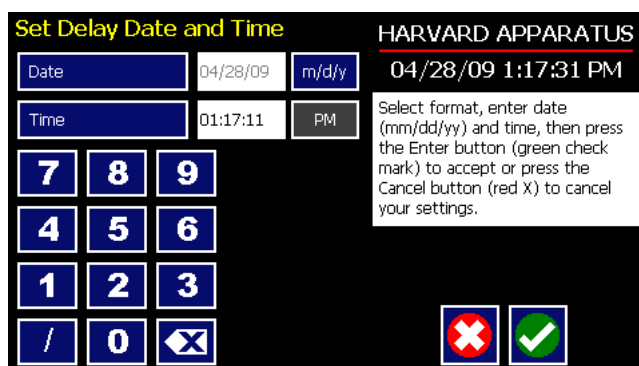 Set Delay Date and Time
HARVARD APPARATUS
04/28/09 1:17:31 PM
Date 04/28/09 m/d/y
Time 01:17:11 PM
Select format, enter date
(mm/dd/yy) and time, then press
the Enter button (green check
mark) to accept or press the
Cancel button (red X) to cancel
your settings.
7 8 9
4 5 6
1 2 3
/ 0